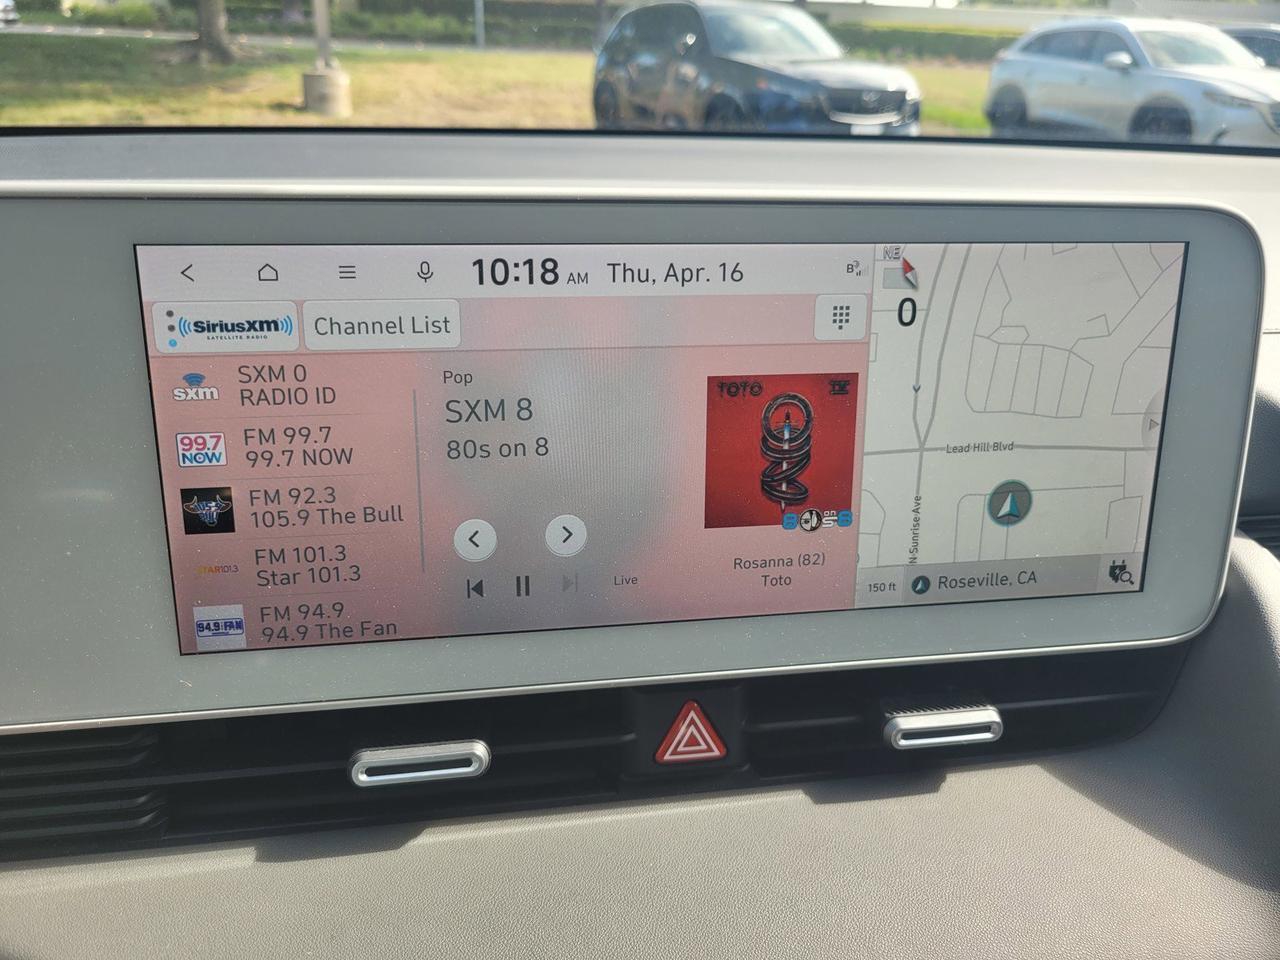 10:18 AM Thu, Apr. 16
((SiriusXM))
SATELLITE RADIO
Channel List
sxm
SXM 0
RADIO ID
99.7
NOW
FM 99.7
99.7 NOW
FM 92.3
105.9 The Bull
STAR101.3
FM 101.3
Star 101.3
94.9 FAN
FM 94.9
94.9 The Fan
Pop
SXM 8
80s on 8
Live
TOTO IV
8 on 8
Rosanna (82)
Toto
NE
0
Lead Hill Blvd
N Sunrise Ave
150 ft
Roseville, CA